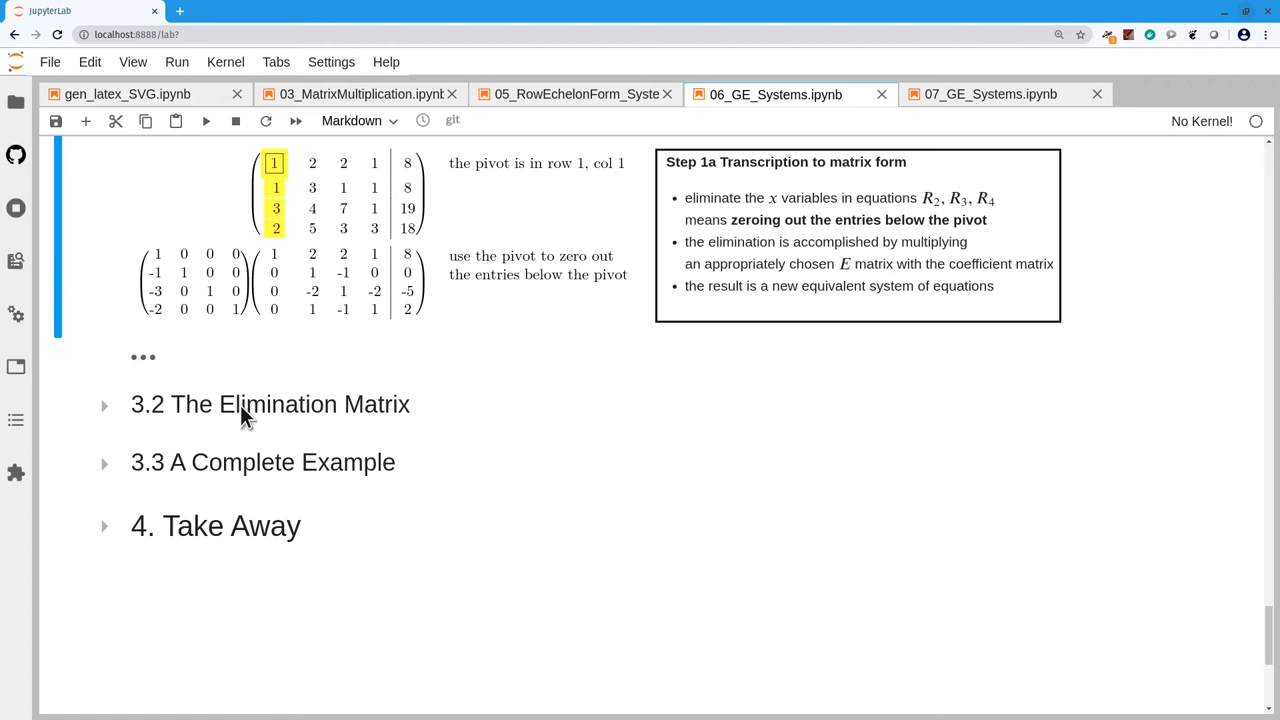 JupyterLab
localhost:8888/lab?
File Edit View Run Kernel Tabs Settings Help
gen_latex_SVG.ipynb 03_MatrixMultiplication.ipynb 05_RowEchelonForm_Syste 06_GE_Systems.ipynb 07_GE_Systems.ipynb
Markdown git No Kernel!
1 2 2 1 8 the pivot is in row 1, col 1
1 3 1 1 8
3 4 7 1 19
2 5 3 3 18
1 0 0 0 1 2 2 1 8 use the pivot to zero out
-1 1 0 0 0 1 -1 0 0 the entries below the pivot
-3 0 1 0 0 -2 1 -2 -5
-2 0 0 1 0 1 -1 1 2
Step 1a Transcription to matrix form
• eliminate the x variables in equations R2, R3, R4
means zeroing out the entries below the pivot
• the elimination is accomplished by multiplying
an appropriately chosen E matrix with the coefficient matrix
• the result is a new equivalent system of equations
•••
3.2 The Elimination Matrix
3.3 A Complete Example
4. Take Away